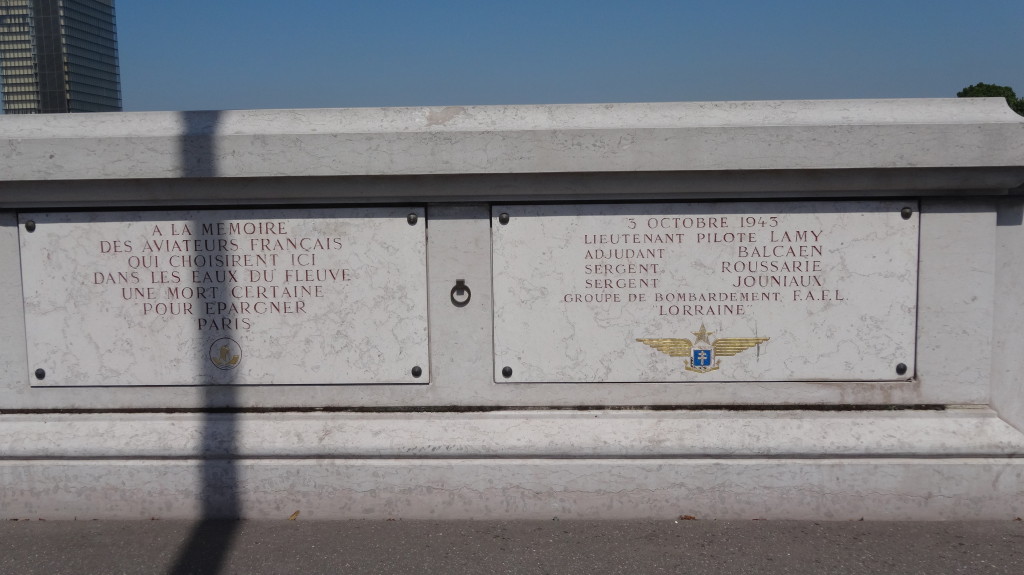 A LA MEMOIRE
DES AVIATEURS FRANÇAIS
QUI CHOISIRENT ICI
DANS LES EAUX DU FLEUVE
UNE MORT CERTAINE
POUR EPARGNER
PARIS
3 OCTOBRE 1943
LIEUTENANT PILOTE LAMY
ADJUDANT BALCAEN
SERGENT ROUSSARIE
SERGENT JOUNIAUX
GROUPE DE BOMBARDEMENT F.A.F.L.
"LORRAINE"